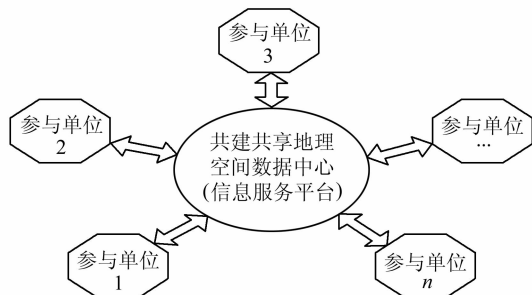 参与单位
3
参与单位
2
参与单位
...
共建共享地理
空间数据中心
(信息服务平台)
参与单位
1
参与单位
n